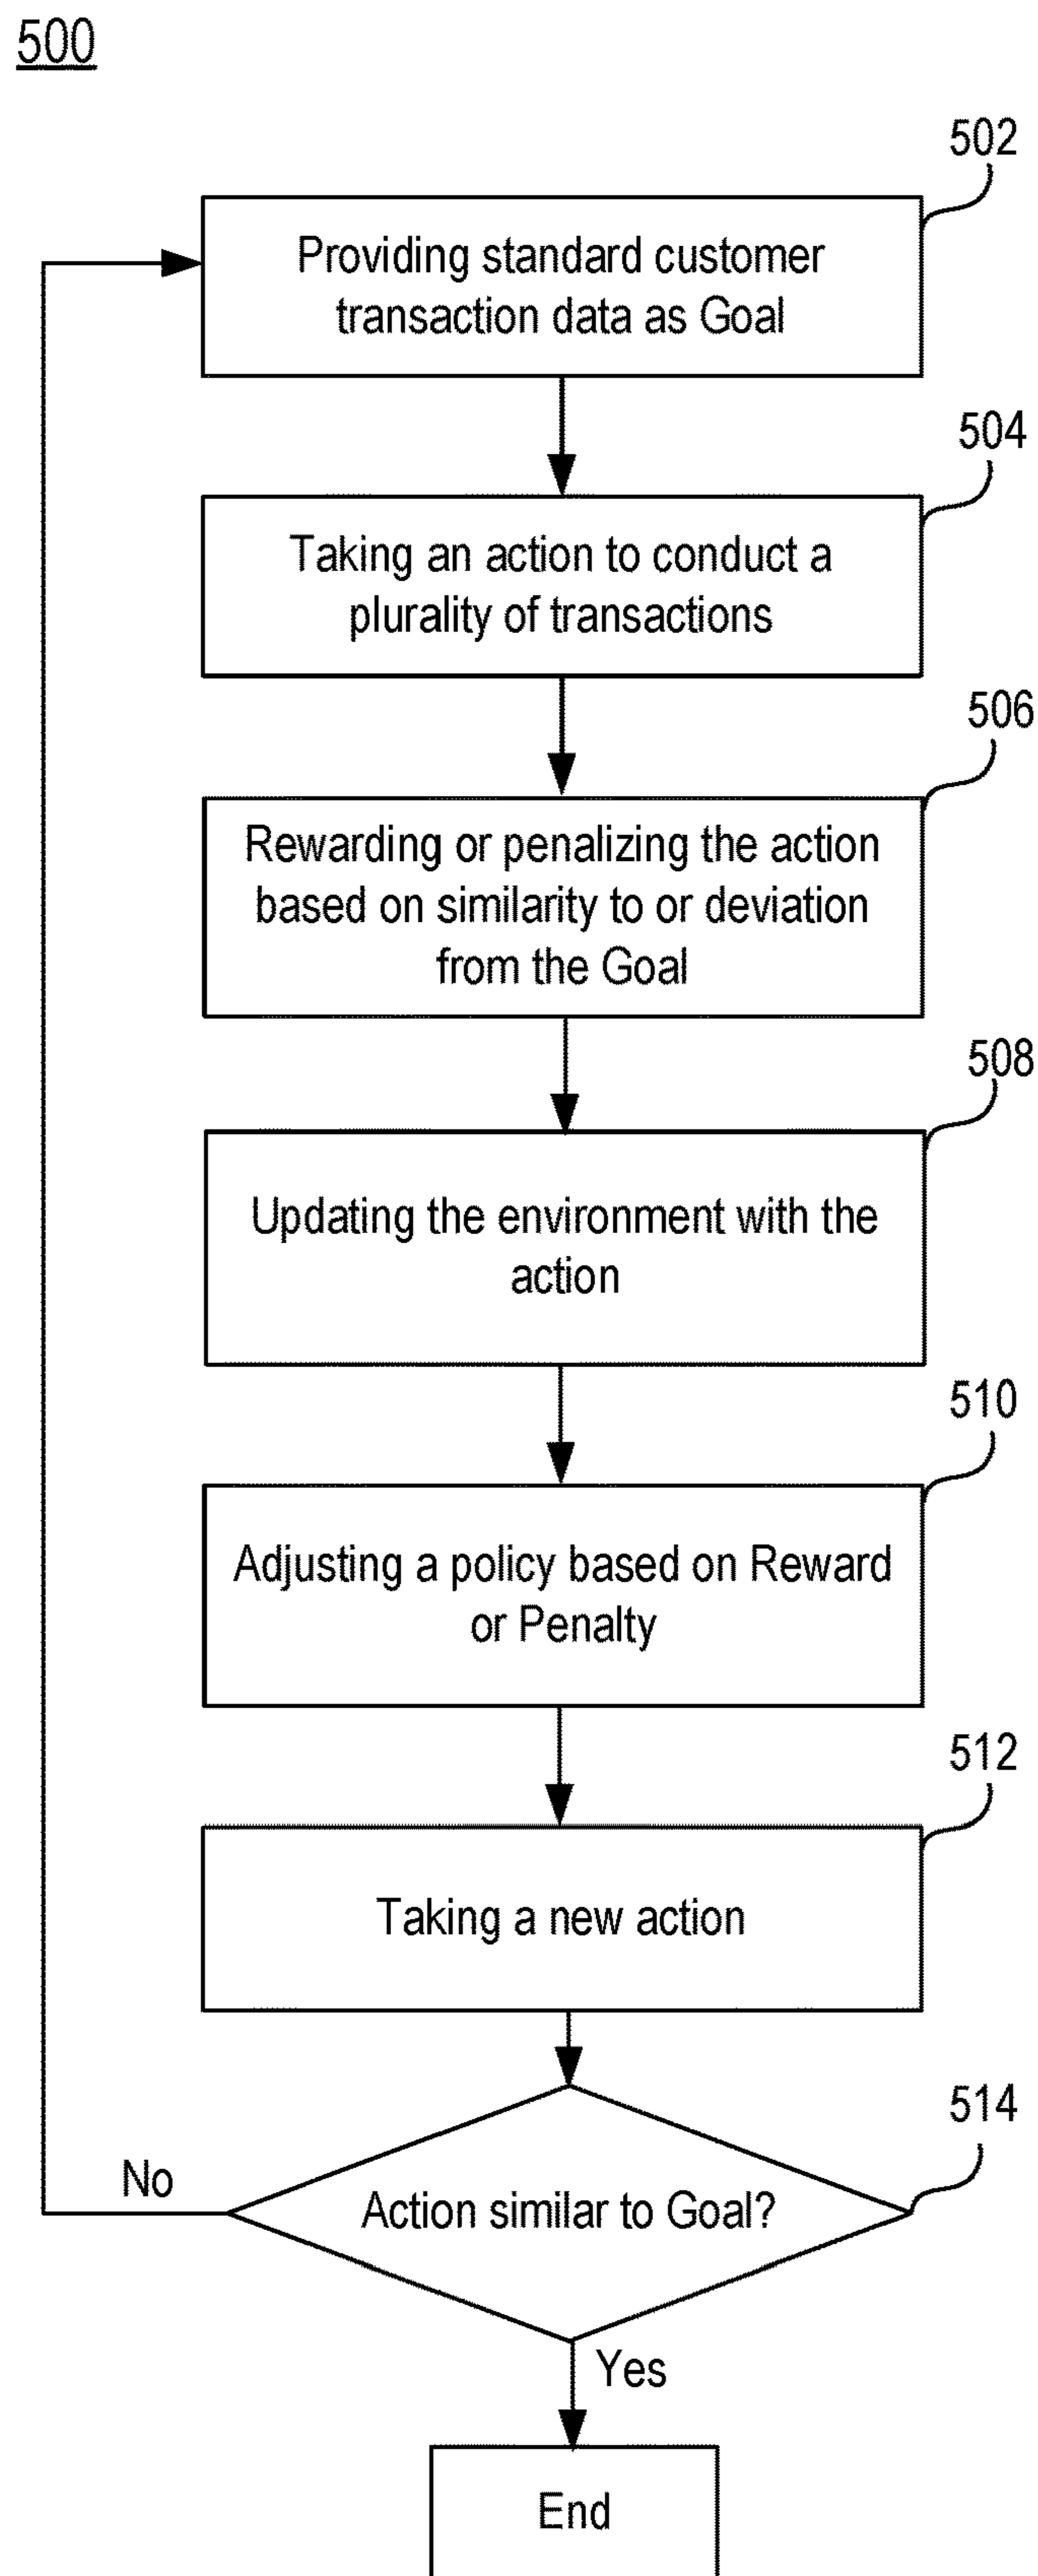 500
502
Providing standard customer
transaction data as Goal
504
Taking an action to conduct a
plurality of transactions
506
Rewarding or penalizing the action
based on similarity to or deviation
from the Goal
508
Updating the environment with the
action
510
Adjusting a policy based on Reward
or Penalty
512
Taking a new action
514
No
Action similar to Goal?
Yes
End